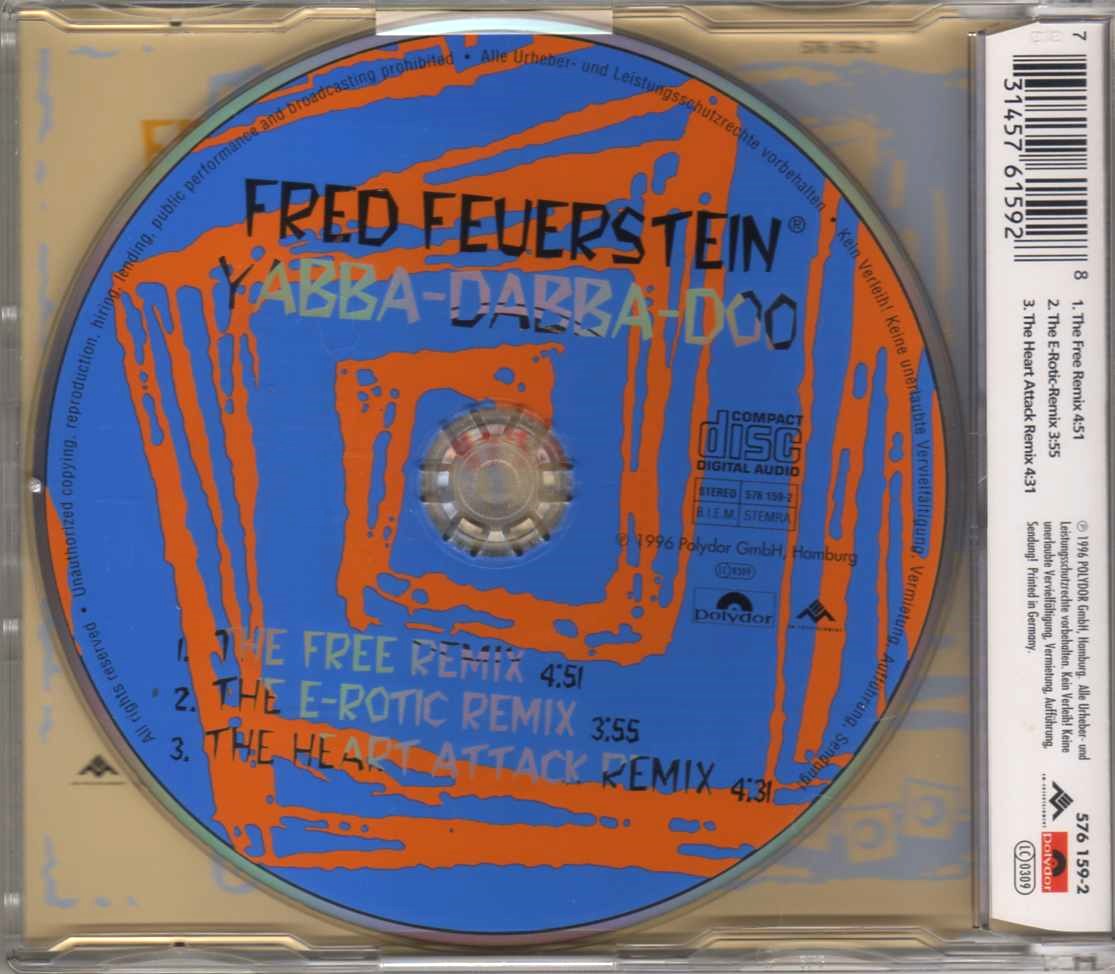 Unauthorized copying, reproduction, hiring, lending, public performance and broadcasting prohibited • Alle Urheber- und Leistungsschutzrechte vorbehalten • Kein Verleih! Keine unerlaubte Vervielfältigung, Vermietung, Aufführung, Sendung!
All rights reserved •
FRED FEUERSTEIN®
YABBA-DABBA-DOO
COMPACT
disc
DIGITAL AUDIO
STEREO 576 159-2
B.I.E.M. STEMRA
℗ 1996 Polydor GmbH, Hamburg
LC 0309
polydor
1. THE FREE REMIX 4:51
2. THE E-ROTIC REMIX 3:55
3. THE HEART ATTACK REMIX 4:31
576 159-2
7 31457 61592 8
1. The Free Remix 4:51
2. The E-Rotic-Remix 3:55
3. The Heart Attack Remix 4:31
℗ 1996 POLYDOR GmbH, Hamburg. Alle Urheber- und
Leistungsschutzrechte vorbehalten. Kein Verleih! Keine
unerlaubte Vervielfältigung, Vermietung, Aufführung,
Sendung! Printed in Germany.
576 159-2
polydor
LC 0309